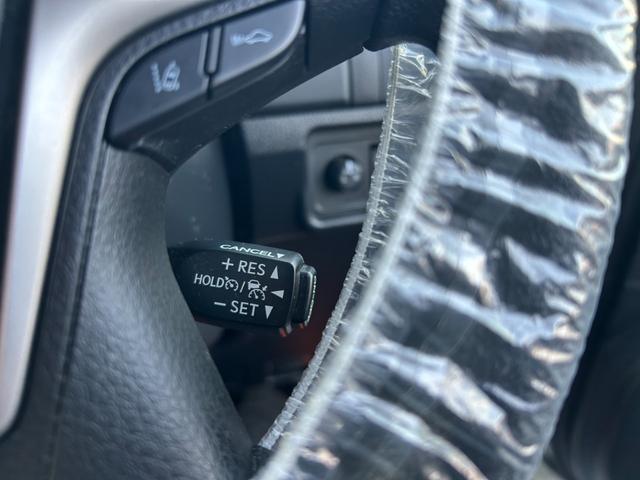 CANCEL▼
+RES▲
HOLD / ◀
−SET▼